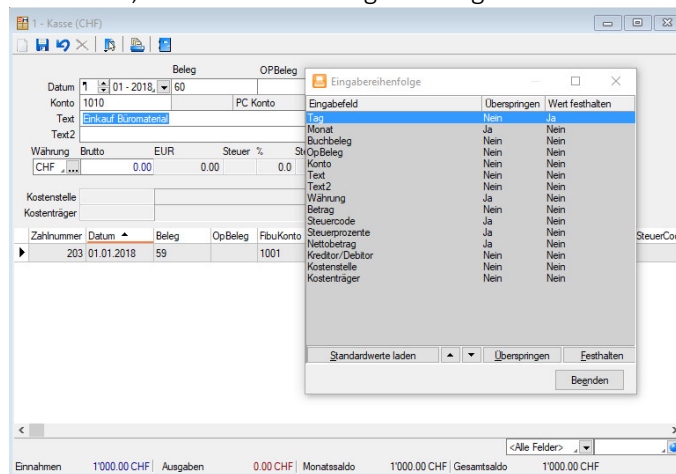 1 - Kasse (CHF)
Beleg OPBeleg
Datum 1 01 - 2018 60
Konto 1010 PC Konto
Text Einkauf Büromaterial
Text2
Währung Brutto EUR Steuer %
CHF ... 0.00 0.00 0.0
Kostenstelle
Kostenträger
Zahlnummer Datum Beleg OpBeleg FibuKonto SteuerCo
203 01.01.2018 59 1001
Eingabereihenfolge
Eingabefeld Überspringen Wert festhalten
Tag Nein Ja
Monat Ja Nein
Buchbeleg Nein Nein
OpBeleg Nein Nein
Konto Nein Nein
Text Nein Nein
Text2 Nein Nein
Währung Ja Nein
Betrag Nein Nein
Steuercode Ja Nein
Steuerprozente Ja Nein
Nettobetrag Ja Nein
Kreditor/Debitor Nein Nein
Kostenstelle Nein Nein
Kostenträger Nein Nein
Standardwerte laden Überspringen Festhalten
Beenden
<Alle Felder>
Einnahmen 1'000.00 CHF Ausgaben 0.00 CHF Monatssaldo 1'000.00 CHF Gesamtsaldo 1'000.00 CHF